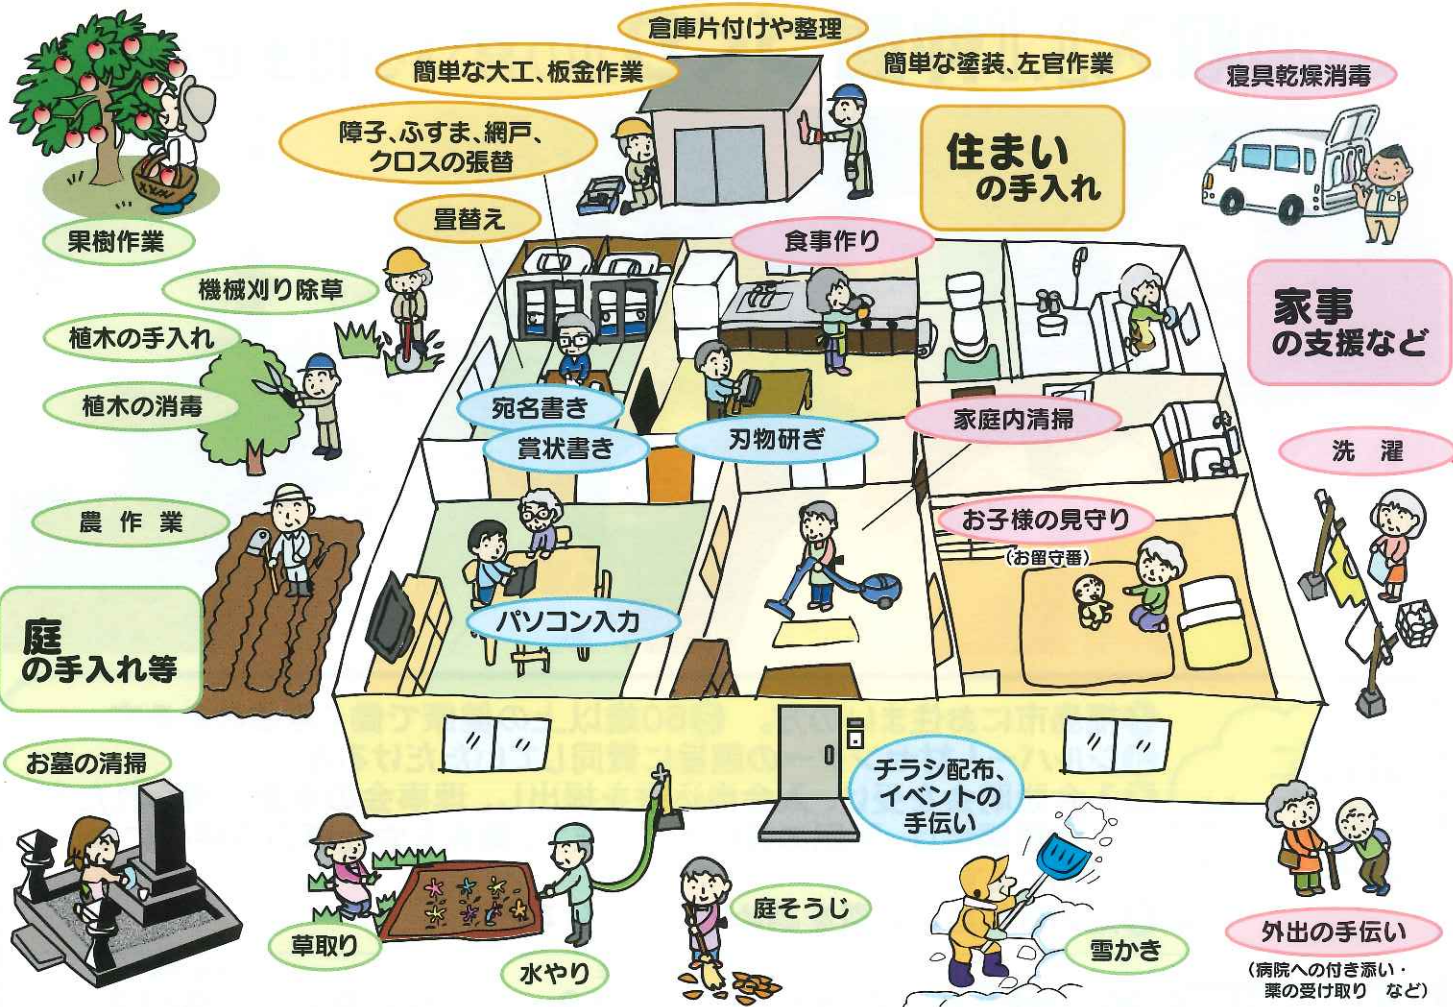 倉庫片付けや整理
簡単な大工、板金作業
簡単な塗装、左官作業
寝具乾燥消毒
障子、ふすま、網戸、
クロスの張替
住まい
の手入れ
畳替え
食事作り
果樹作業
機械刈り除草
家事
の支援など
植木の手入れ
植木の消毒
宛名書き
賞状書き
刃物研ぎ
家庭内清掃
洗濯
農作業
お子様の見守り
(お留守番)
パソコン入力
庭
の手入れ等
お墓の清掃
チラシ配布、
イベントの
手伝い
草取り
水やり
庭そうじ
雪かき
外出の手伝い
(病院への付き添い・
薬の受け取り など)